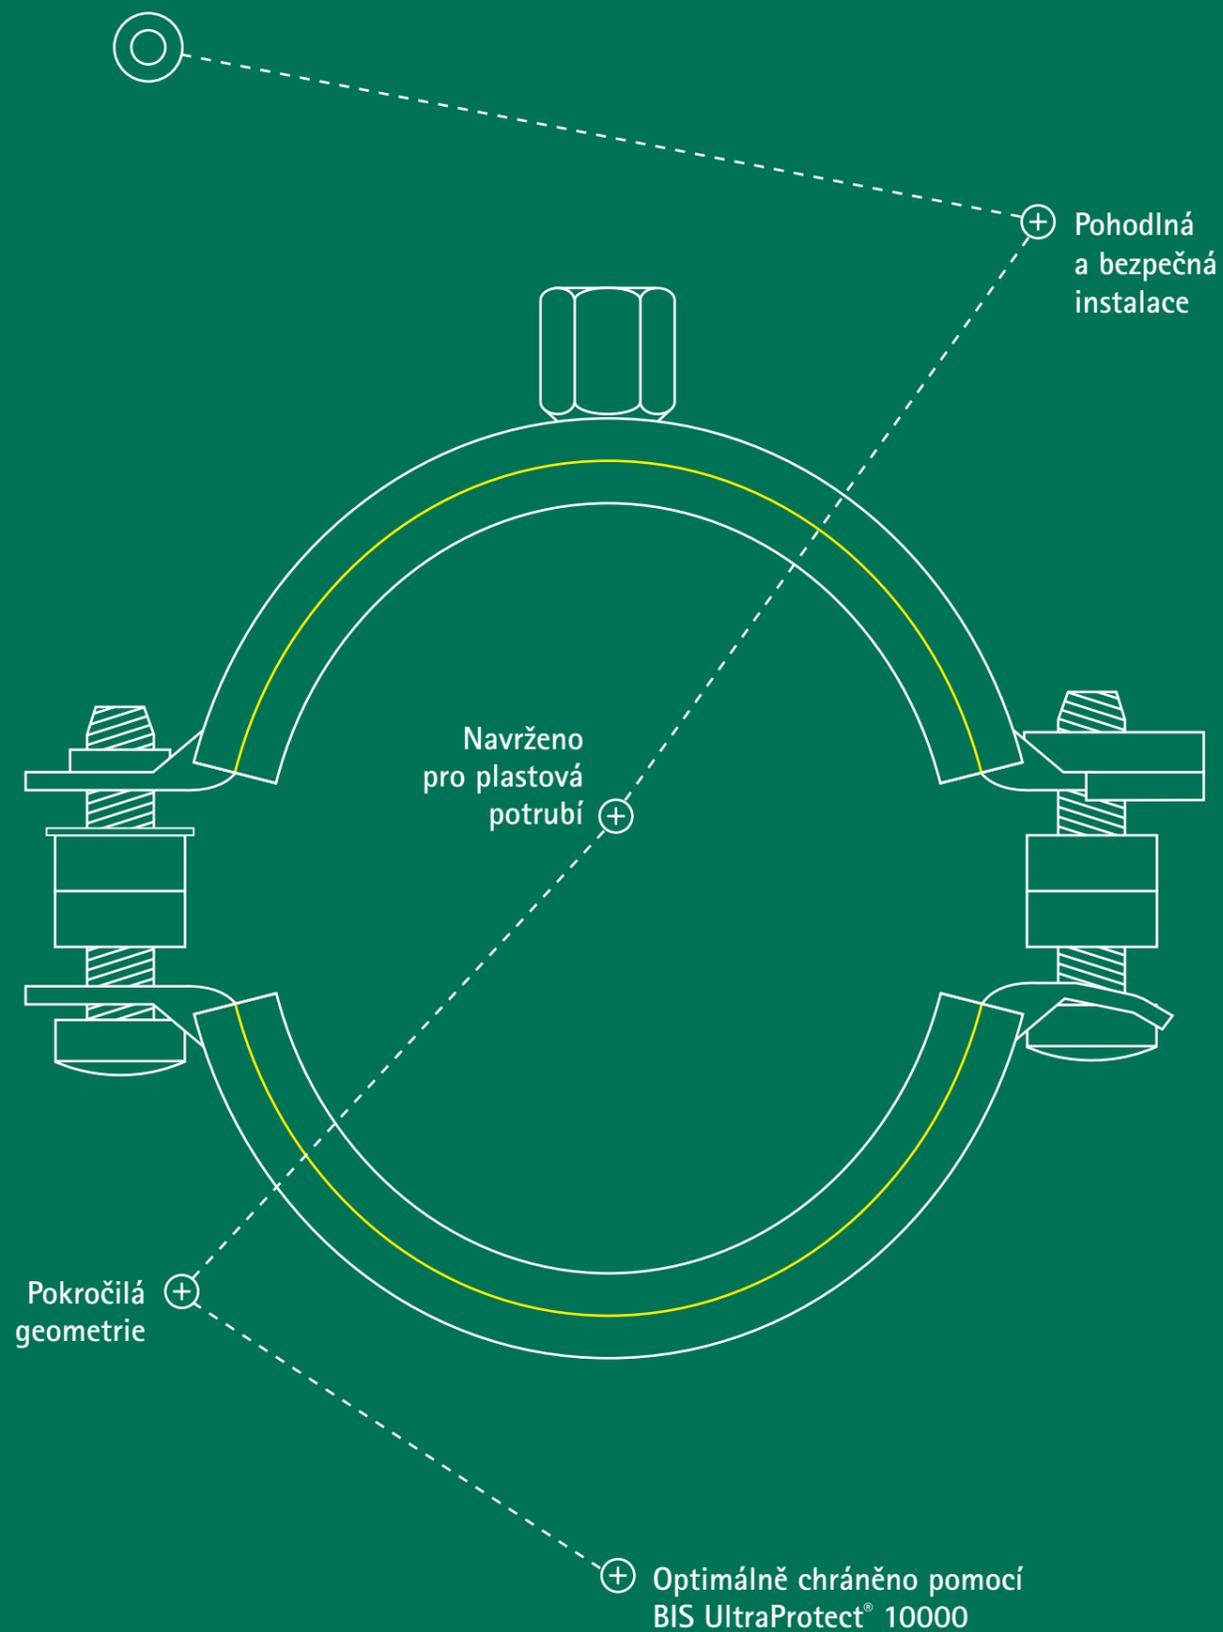 Pohodlná
a bezpečná
instalace
Navrženo
pro plastová
potrubí
Pokročilá
geometrie
Optimálně chráněno pomocí
BIS UltraProtect® 10000